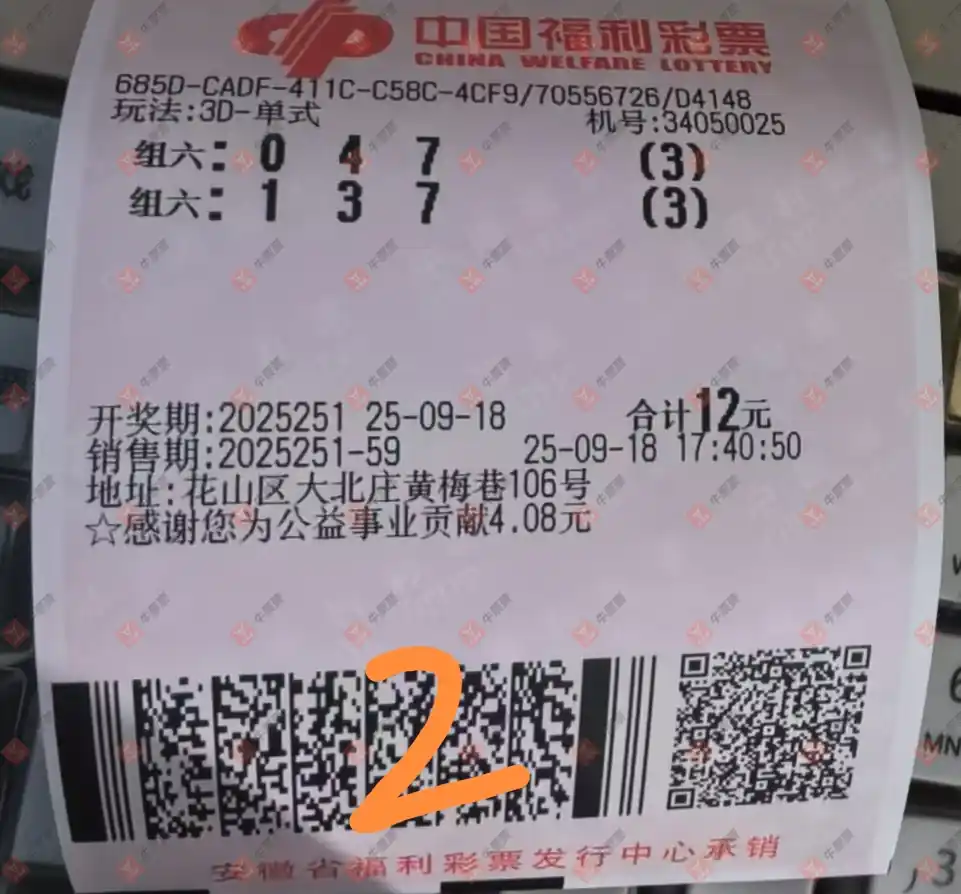 中国福利彩票
CHINA WELFARE LOTTERY
685D-CADF-411C-C58C-4CF9/70556726/D4148
玩法:3D-单式 机号:34050025
组六: 0 4 7 (3)
组六: 1 3 7 (3)
开奖期:2025251 25-09-18 合计12元
销售期:2025251-59 25-09-18 17:40:50
地址:花山区大北庄黄梅巷106号
☆感谢您为公益事业贡献4.08元
2
安徽省福利彩票发行中心承销